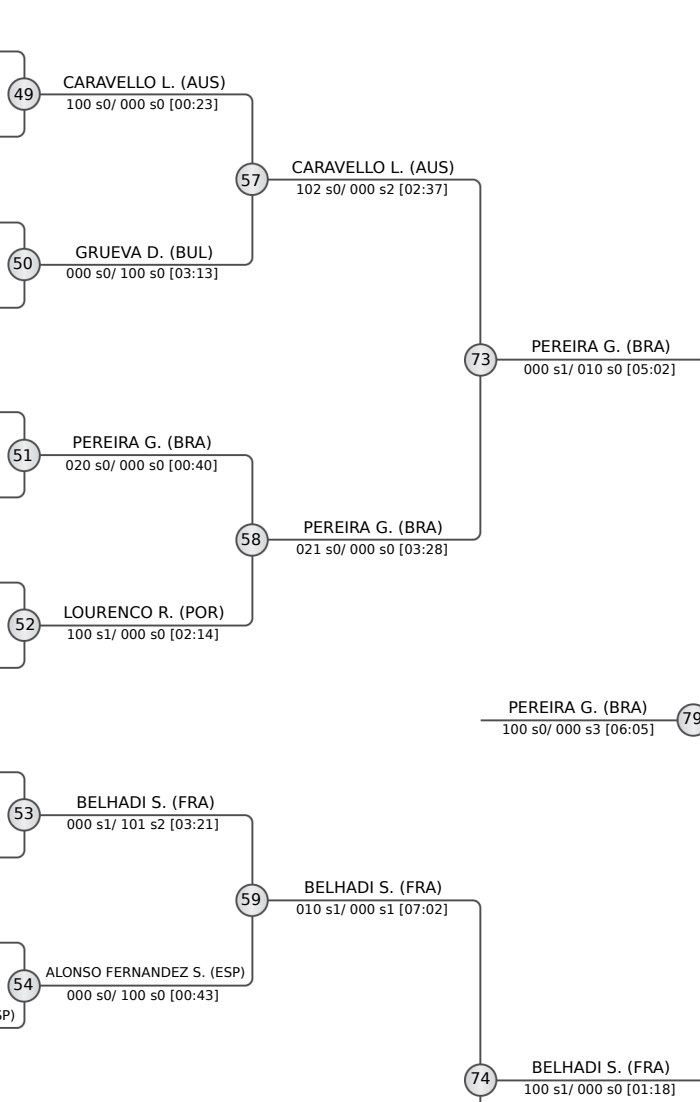 CARAVELLO L. (AUS)
49
100 s0/ 000 s0 [00:23]
CARAVELLO L. (AUS)
57
102 s0/ 000 s2 [02:37]
GRUEVA D. (BUL)
50
000 s0/ 100 s0 [03:13]
PEREIRA G. (BRA)
73
000 s1/ 010 s0 [05:02]
PEREIRA G. (BRA)
51
020 s0/ 000 s0 [00:40]
PEREIRA G. (BRA)
58
021 s0/ 000 s0 [03:28]
LOURENCO R. (POR)
52
100 s1/ 000 s0 [02:14]
PEREIRA G. (BRA)
79
100 s0/ 000 s3 [06:05]
BELHADI S. (FRA)
53
000 s1/ 101 s2 [03:21]
BELHADI S. (FRA)
59
010 s1/ 000 s1 [07:02]
ALONSO FERNANDEZ S. (ESP)
54
000 s0/ 100 s0 [00:43]
SP)
BELHADI S. (FRA)
74
100 s1/ 000 s0 [01:18]